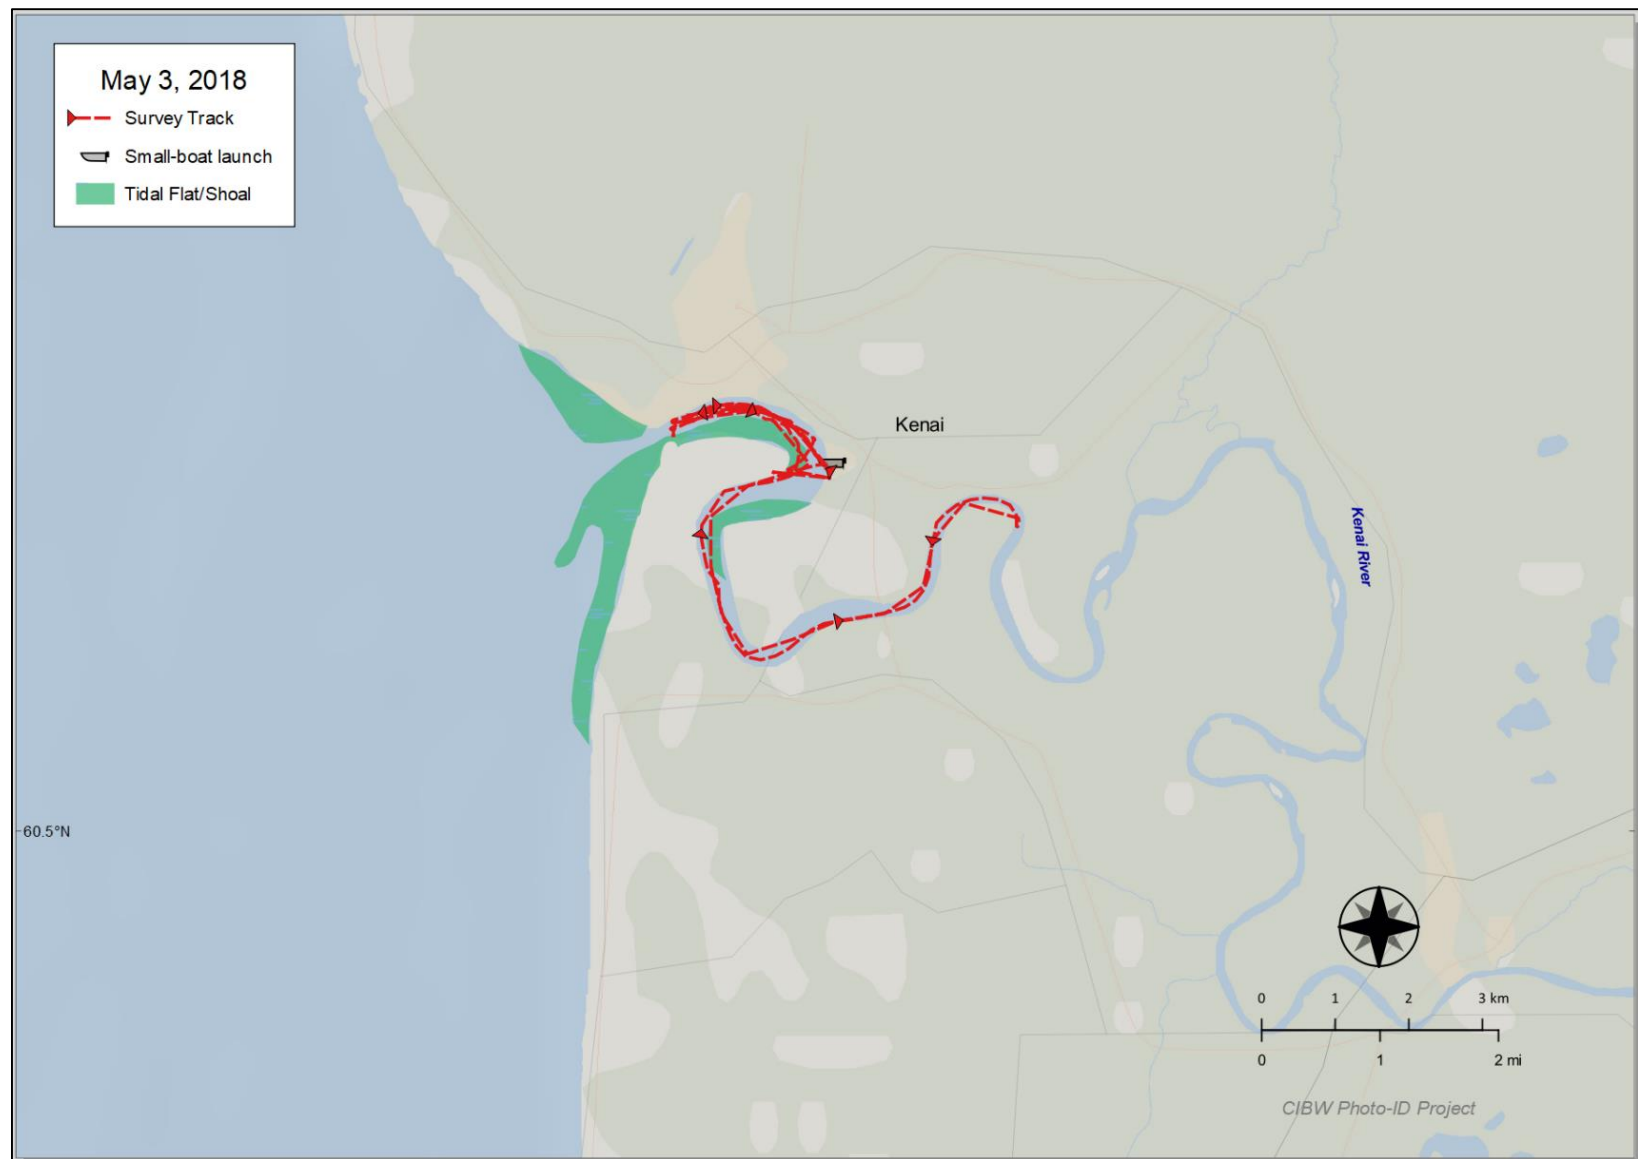 May 3, 2018
Survey Track
Small-boat launch
Tidal Flat/Shoal
Kenai
Kenai River
60.5°N
0 1 2 3 km
0 1 2 mi
CIBW Photo-ID Project